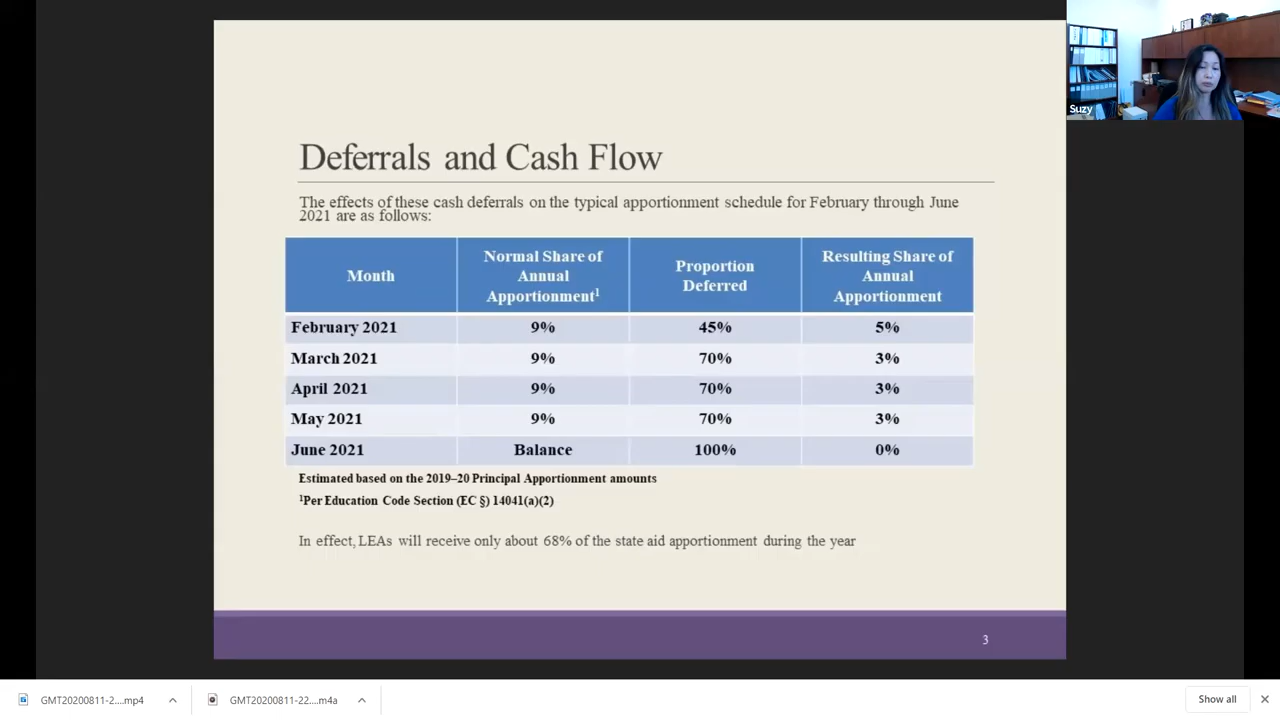 Suzy
Deferrals and Cash Flow
The effects of these cash deferrals on the typical apportionment schedule for February through June
2021 are as follows:
Month
Normal Share of
Annual
Apportionment¹
Proportion
Deferred
Resulting Share of
Annual
Apportionment
February 2021 9% 45% 5%
March 2021 9% 70% 3%
April 2021 9% 70% 3%
May 2021 9% 70% 3%
June 2021 Balance 100% 0%
Estimated based on the 2019–20 Principal Apportionment amounts
¹Per Education Code Section (EC §) 14041(a)(2)
In effect, LEAs will receive only about 68% of the state aid apportionment during the year
3
GMT20200811-2....mp4
GMT20200811-22....m4a
Show all